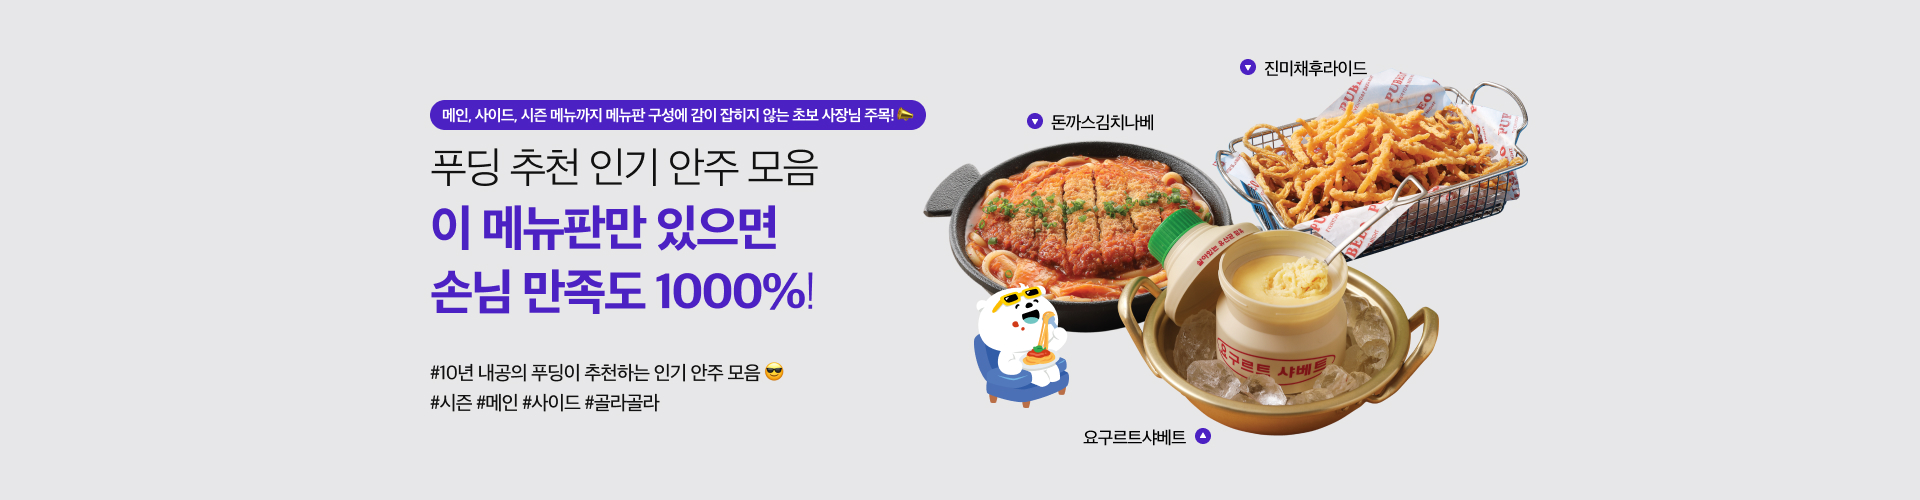 메인, 사이드, 시즌 메뉴까지 메뉴판 구성에 감이 잡히지 않는 초보 사장님 주목!
푸딩 추천 인기 안주 모음
이 메뉴판만 있으면
손님 만족도 1000%!
#10년 내공의 푸딩이 추천하는 인기 안주 모음
#시즌 #메인 #사이드 #골라골라
돈까스김치나베
진미채후라이드
요구르트 샤베트
요구르트샤베트